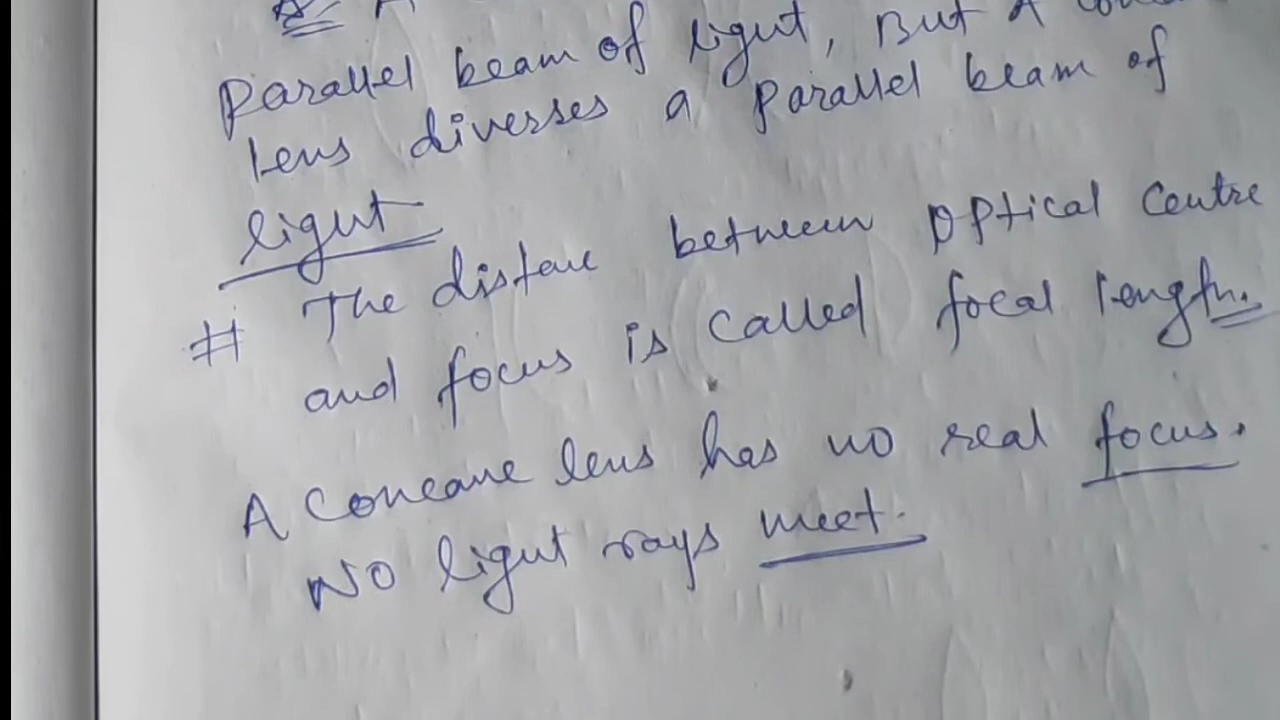 Parallel beam of light, But A
lens diverses a parallel beam of
light
# The distance between optical centre
and focus is called focal length.
A Concave lens has no real focus.
No light rays meet.